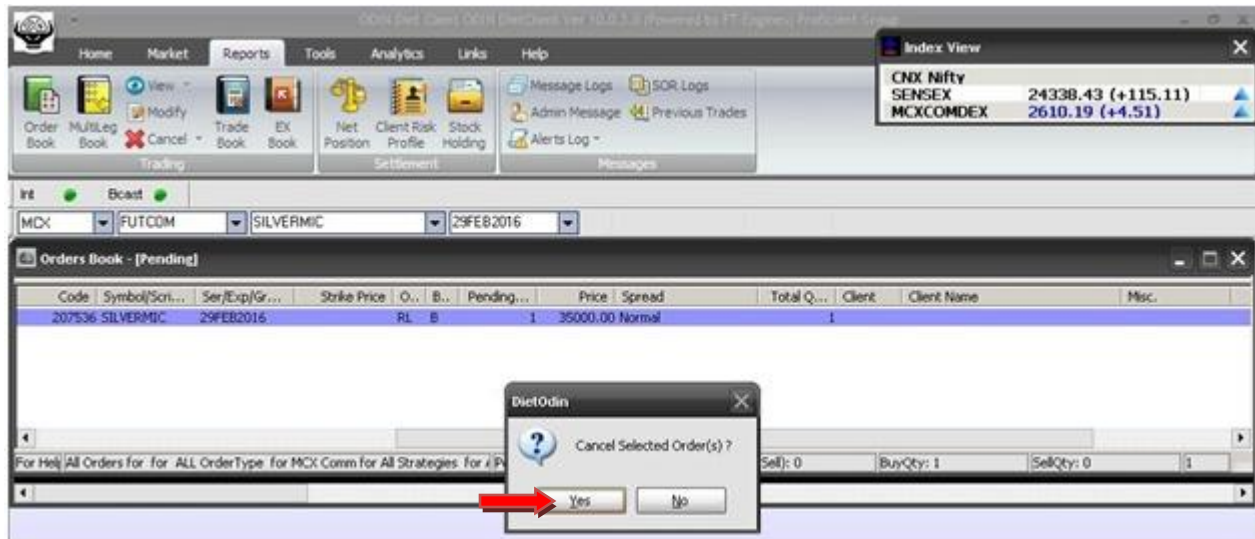 ODIN Diet Client ODIN DietClient Ver 10.0.3.0 (Powered by FT Engines) Proficient Group
Home Market Reports Tools Analytics Links Help
Index View
CNX Nifty
SENSEX 24338.43 (+115.11)
MCXCOMDEX 2610.19 (+4.51)
View
Modify
Cancel
Order Book
MultiLeg Book
Trade Book
EX Book
Trading
Net Position
Client Risk Profile
Stock Holding
Settlement
Message Logs SOR Logs
Admin Message Previous Trades
Alerts Log
Messages
Int Bcast
MCX FUTCOM SILVERMIC 29FEB2016
Orders Book - [Pending]
Code Symbol/Scri... Ser/Exp/Gr... Strike Price O.. B.. Pending... Price Spread Total Q... Client Client Name Misc.
207536 SILVERMIC 29FEB2016 RL B 1 35000.00 Normal 1
DietOdin
Cancel Selected Order(s) ?
Yes No
For Hel All Orders for for ALL OrderType for MCX Comm for All Strategies for Sell): 0 BuyQty: 1 SellQty: 0 1